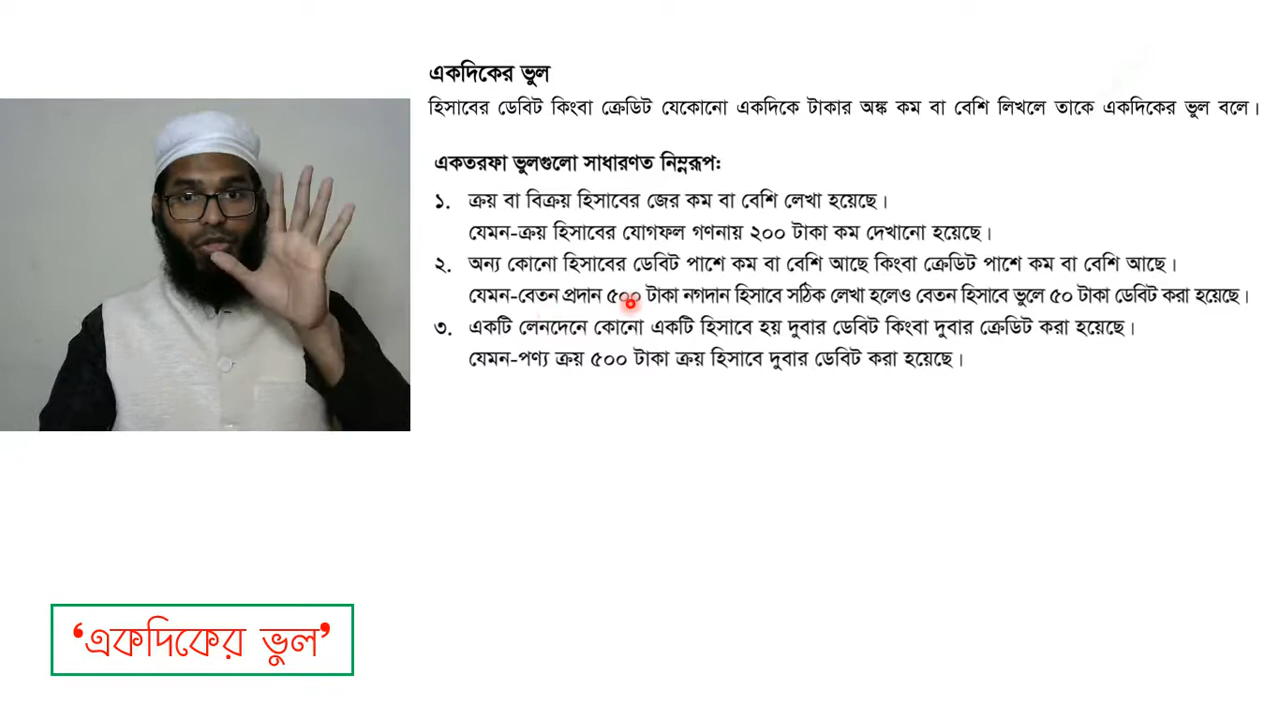 একদিকের ভুল
হিসাবের ডেবিট কিংবা ক্রেডিট যেকোনো একদিকে টাকার অঙ্ক কম বা বেশি লিখলে তাকে একদিকের ভুল বলে।
একতরফা ভুলগুলো সাধারণত নিম্নরূপ:
১. ক্রয় বা বিক্রয় হিসাবের জের কম বা বেশি লেখা হয়েছে।
যেমন-ক্রয় হিসাবের যোগফল গণনায় ২০০ টাকা কম দেখানো হয়েছে।
২. অন্য কোনো হিসাবের ডেবিট পাশে কম বা বেশি আছে কিংবা ক্রেডিট পাশে কম বা বেশি আছে।
যেমন-বেতন প্রদান ৫০০ টাকা নগদান হিসাবে সঠিক লেখা হলেও বেতন হিসাবে ভুলে ৫০ টাকা ডেবিট করা হয়েছে।
৩. একটি লেনদেনে কোনো একটি হিসাবে হয় দুবার ডেবিট কিংবা দুবার ক্রেডিট করা হয়েছে।
যেমন-পণ্য ক্রয় ৫০০ টাকা ক্রয় হিসাবে দুবার ডেবিট করা হয়েছে।
‘একদিকের ভুল’